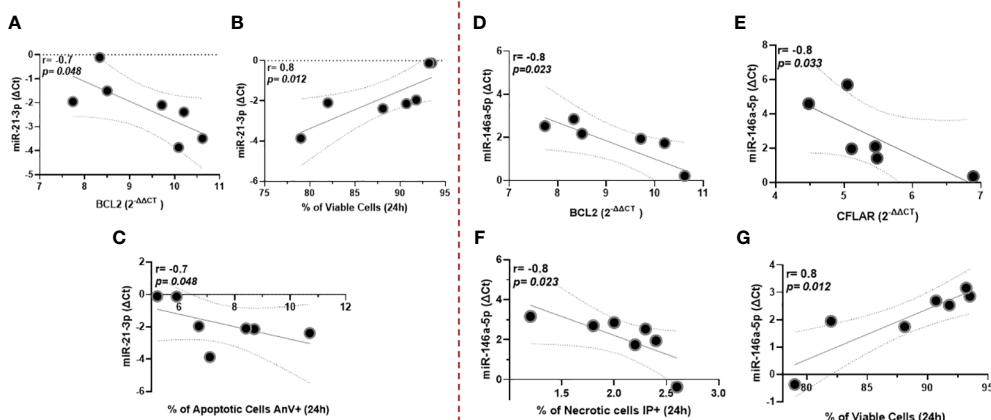 A
r= -0.7
p= 0.048
miR-21-3p (ΔCt)
0
-1
-2
-3
-4
-5
7
8
9
10
11
BCL2 (2^-ΔΔCT )
B
r= 0.8
p= 0.012
miR-21-3p (ΔCt)
0
-2
-4
-6
75
80
85
90
95
% of Viable Cells (24h)
C
r= -0.7
p= 0.048
miR-21-3p (ΔCt)
2
0
-2
-4
-6
6
8
10
12
% of Apoptotic Cells AnV+ (24h)
D
r= -0.8
p=0.023
miR-146a-5p (ΔCt)
6
4
2
0
7
8
9
10
11
BCL2 (2^-ΔΔCT)
E
r= -0.8
p= 0.033
miR-146a-5p (ΔCt)
8
6
4
2
0
4
5
6
7
CFLAR (2^-ΔΔCT)
F
r= -0.8
p= 0.023
miR-146a-5p (ΔCt)
6
4
2
0
1.5
2.0
2.5
3.0
% of Necrotic cells IP+ (24h)
G
r= 0.8
p= 0.012
miR-146a-5p (ΔCt)
4
3
2
1
0
-1
80
85
90
95
% of Viable Cells (24h)